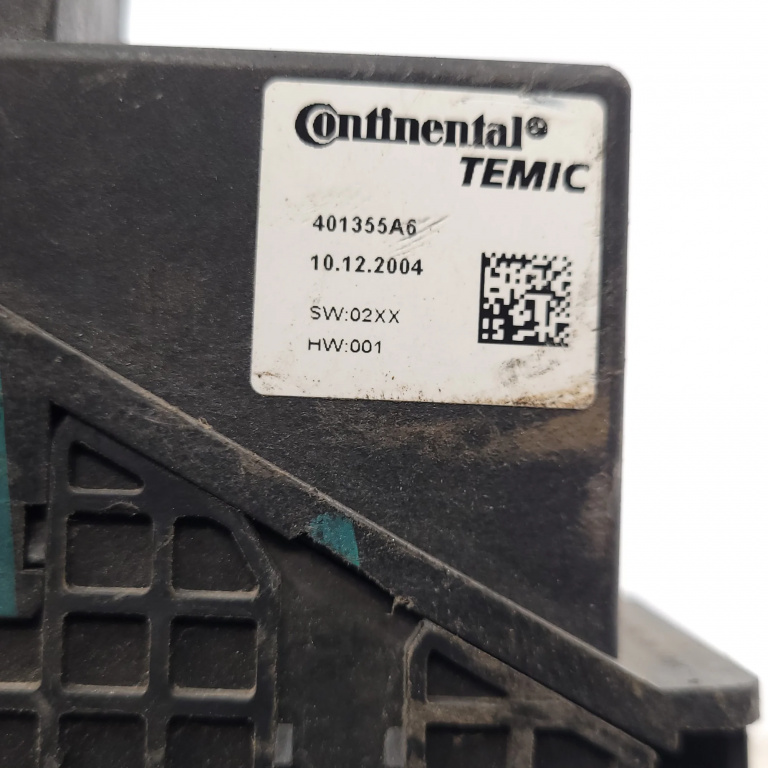 Continental
TEMIC
401355A6
10.12.2004
SW:02XX
HW:001